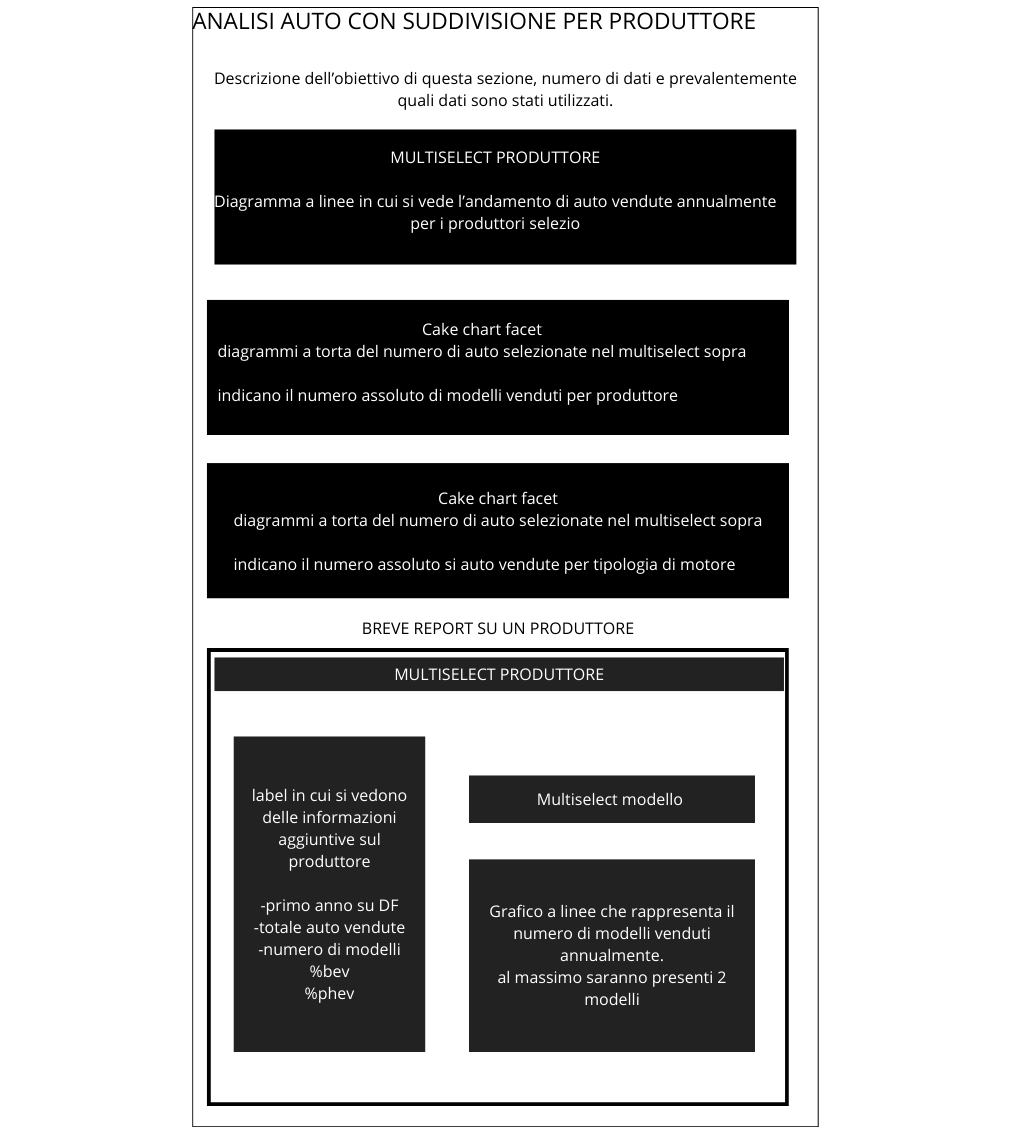 ANALISI AUTO CON SUDDIVISIONE PER PRODUTTORE
Descrizione dell’obiettivo di questa sezione, numero di dati e prevalentemente
quali dati sono stati utilizzati.
MULTISELECT PRODUTTORE
Diagramma a linee in cui si vede l’andamento di auto vendute annualmente
per i produttori selezio
Cake chart facet
diagrammi a torta del numero di auto selezionate nel multiselect sopra
indicano il numero assoluto di modelli venduti per produttore
Cake chart facet
diagrammi a torta del numero di auto selezionate nel multiselect sopra
indicano il numero assoluto si auto vendute per tipologia di motore
BREVE REPORT SU UN PRODUTTORE
MULTISELECT PRODUTTORE
label in cui si vedono
delle informazioni
aggiuntive sul
produttore
-primo anno su DF
-totale auto vendute
-numero di modelli
%bev
%phev
Multiselect modello
Grafico a linee che rappresenta il
numero di modelli venduti
annualmente.
al massimo saranno presenti 2
modelli